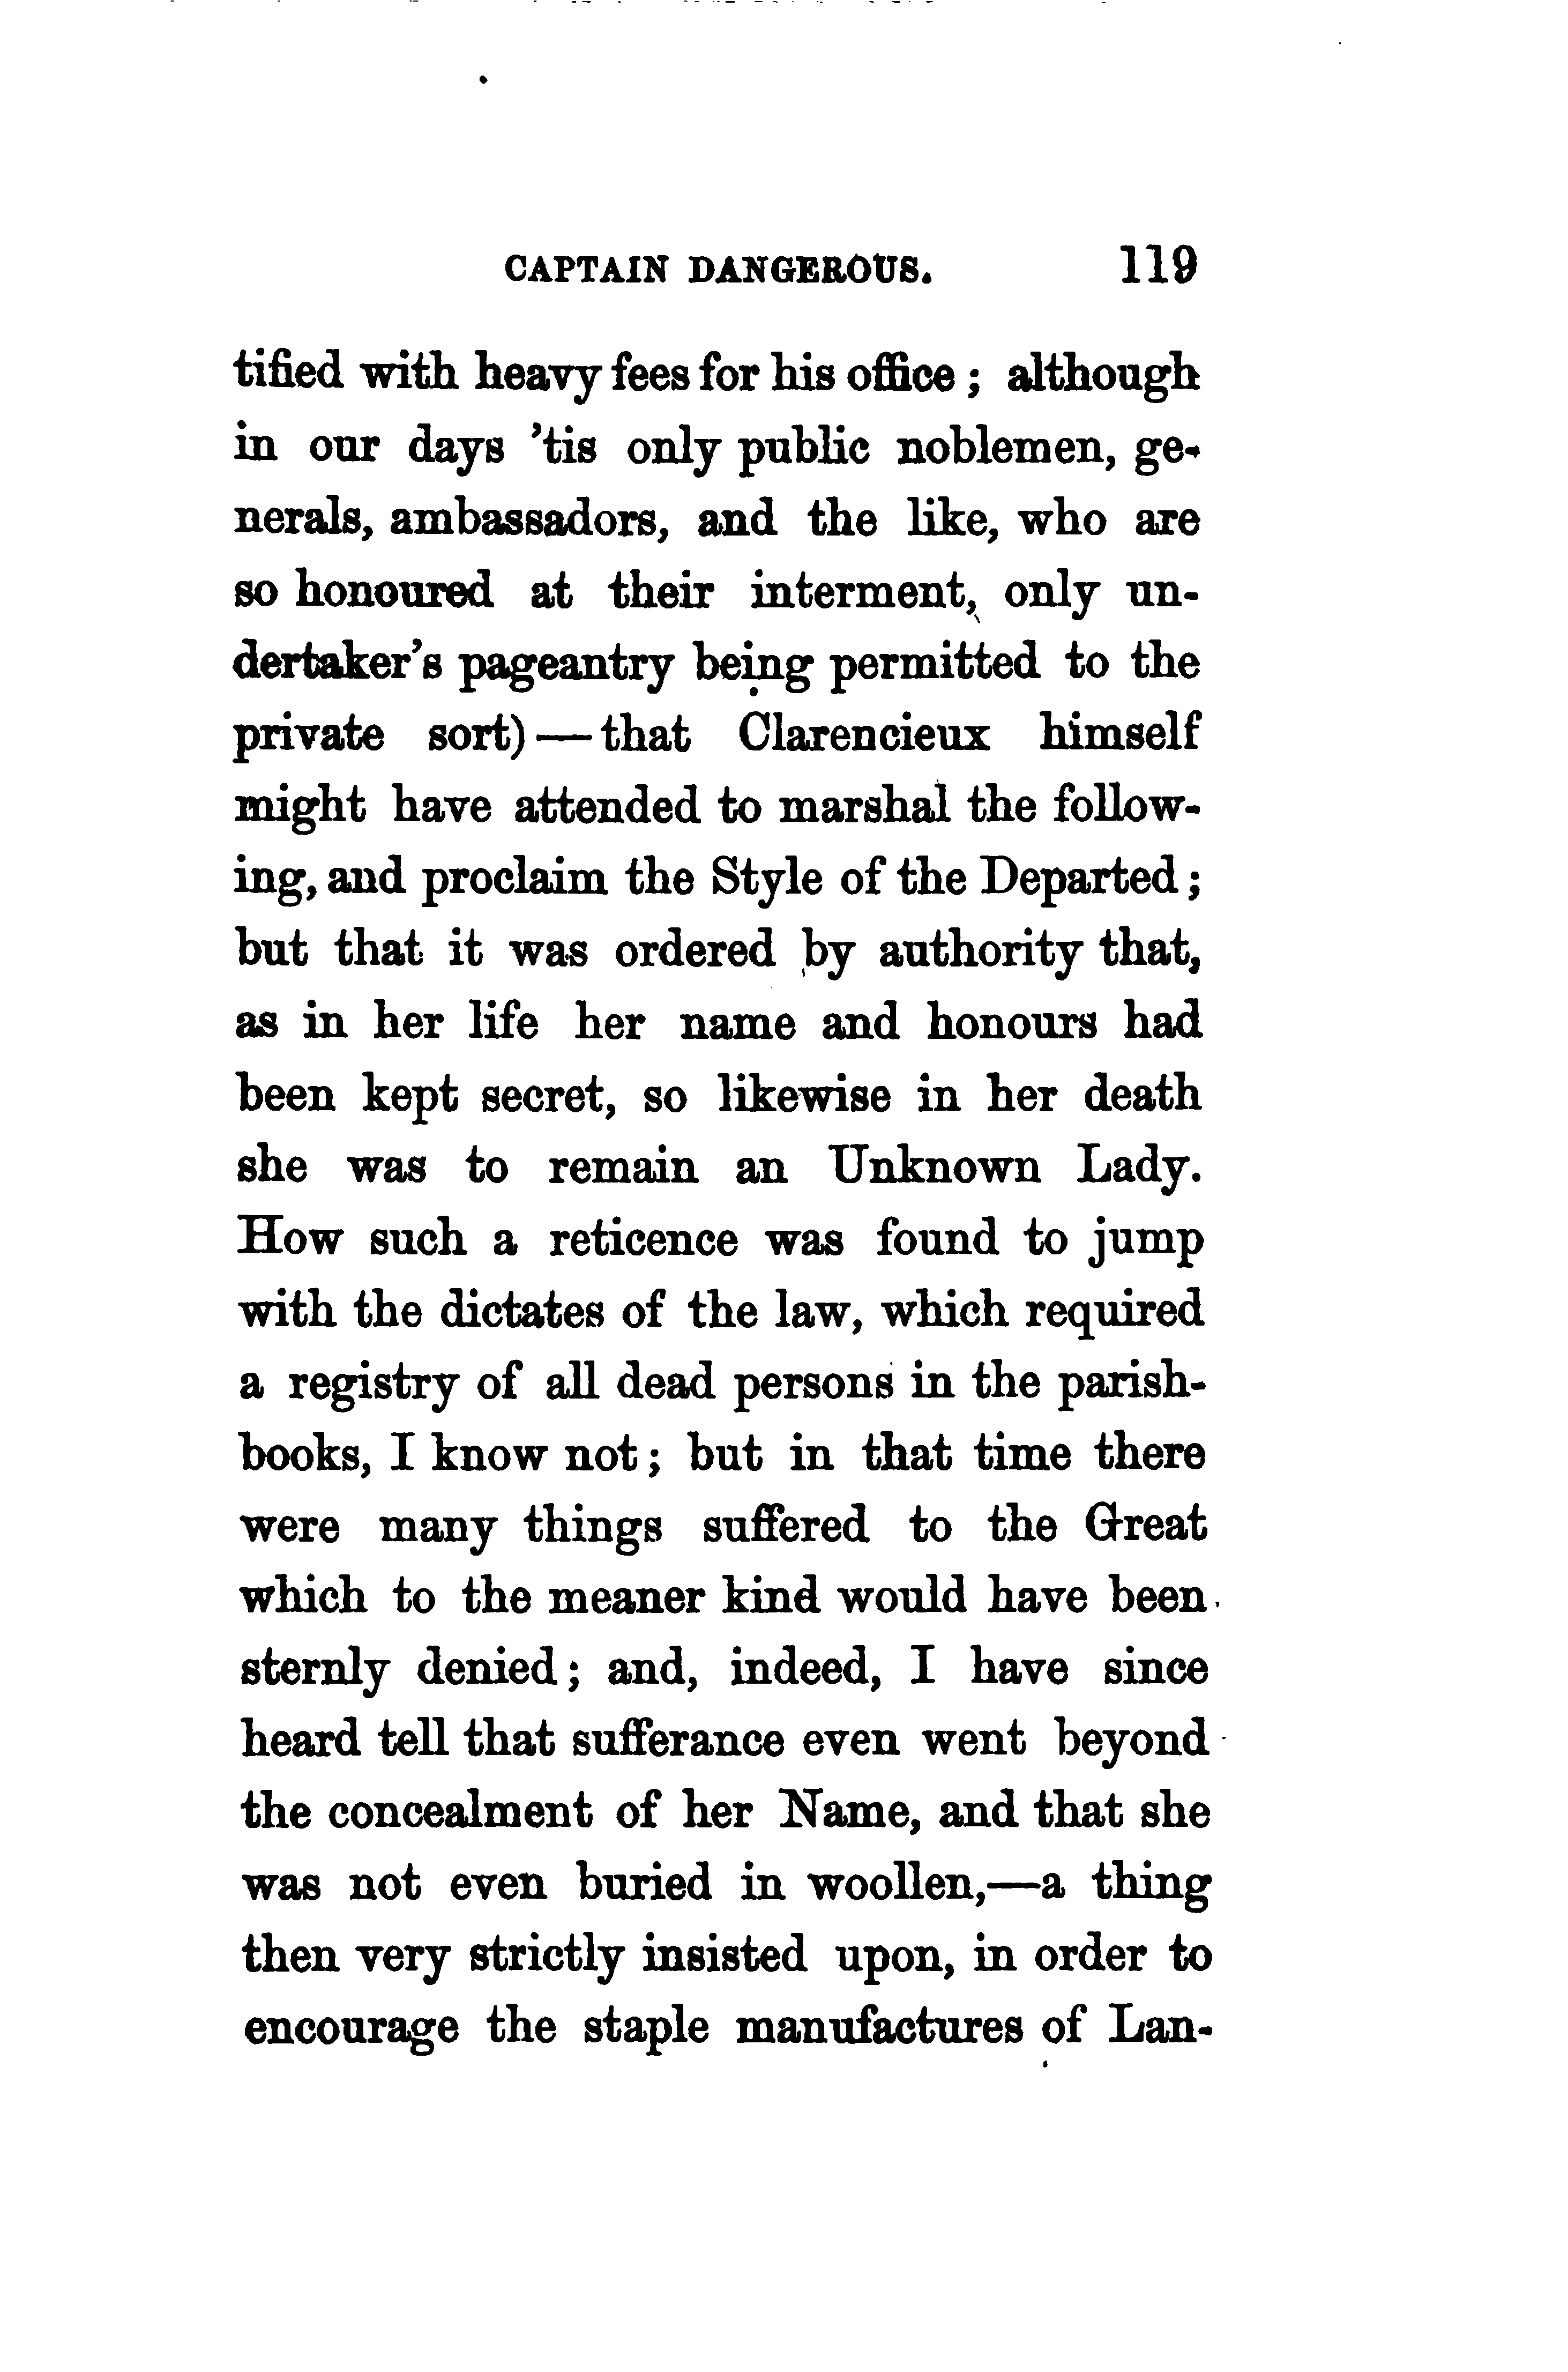 CAPTAIN DANGEROUS. 119
tified with heavy fees for his office ; although
in our days 'tis only public noblemen, ge-
nerals, ambassadors, and the like, who are
so honoured at their interment, only un-
dertaker's pageantry being permitted to the
private sort)—that Clarencieux himself
might have attended to marshal the follow-
ing, and proclaim the Style of the Departed ;
but that it was ordered by authority that,
as in her life her name and honours had
been kept secret, so likewise in her death
she was to remain an Unknown Lady.
How such a reticence was found to jump
with the dictates of the law, which required
a registry of all dead persons in the parish-
books, I know not ; but in that time there
were many things suffered to the Great
which to the meaner kind would have been
sternly denied ; and, indeed, I have since
heard tell that sufferance even went beyond
the concealment of her Name, and that she
was not even buried in woollen,—a thing
then very strictly insisted upon, in order to
encourage the staple manufactures of Lan-